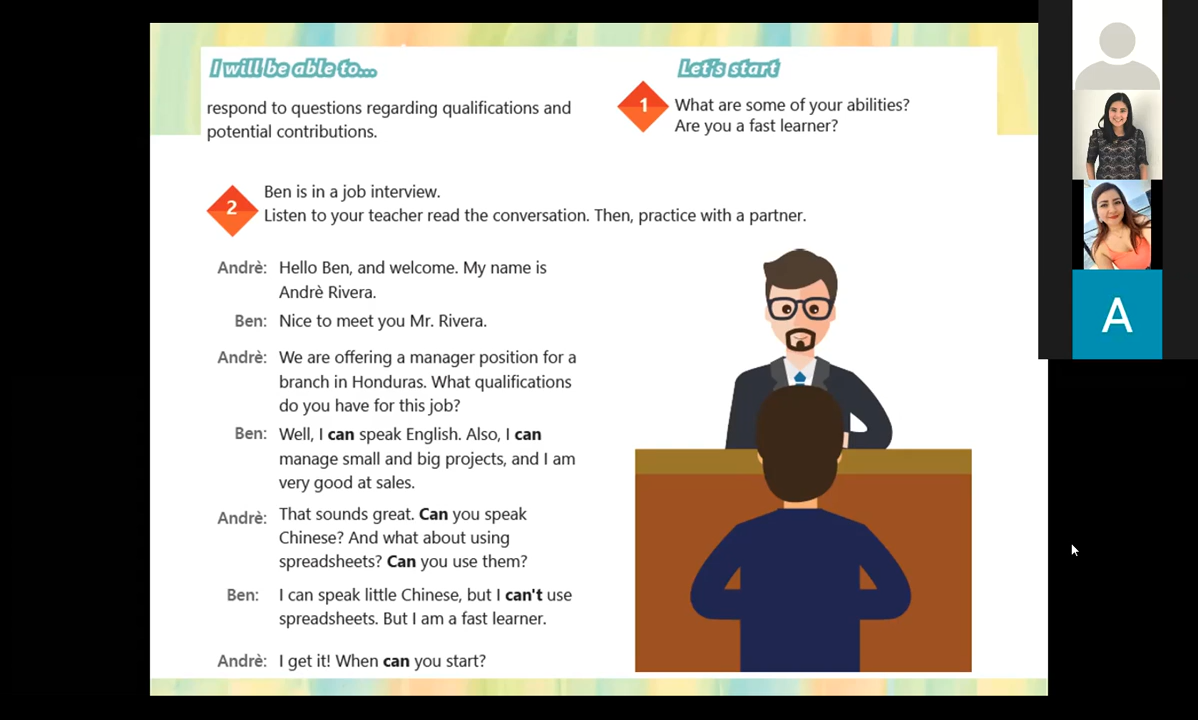 I will be able to...
respond to questions regarding qualifications and
potential contributions.
Let's start
1
What are some of your abilities?
Are you a fast learner?
2
Ben is in a job interview.
Listen to your teacher read the conversation. Then, practice with a partner.
Andrè: Hello Ben, and welcome. My name is
Andrè Rivera.
Ben: Nice to meet you Mr. Rivera.
Andrè: We are offering a manager position for a
branch in Honduras. What qualifications
do you have for this job?
Ben: Well, I can speak English. Also, I can
manage small and big projects, and I am
very good at sales.
Andrè: That sounds great. Can you speak
Chinese? And what about using
spreadsheets? Can you use them?
Ben: I can speak little Chinese, but I can't use
spreadsheets. But I am a fast learner.
Andrè: I get it! When can you start?
A